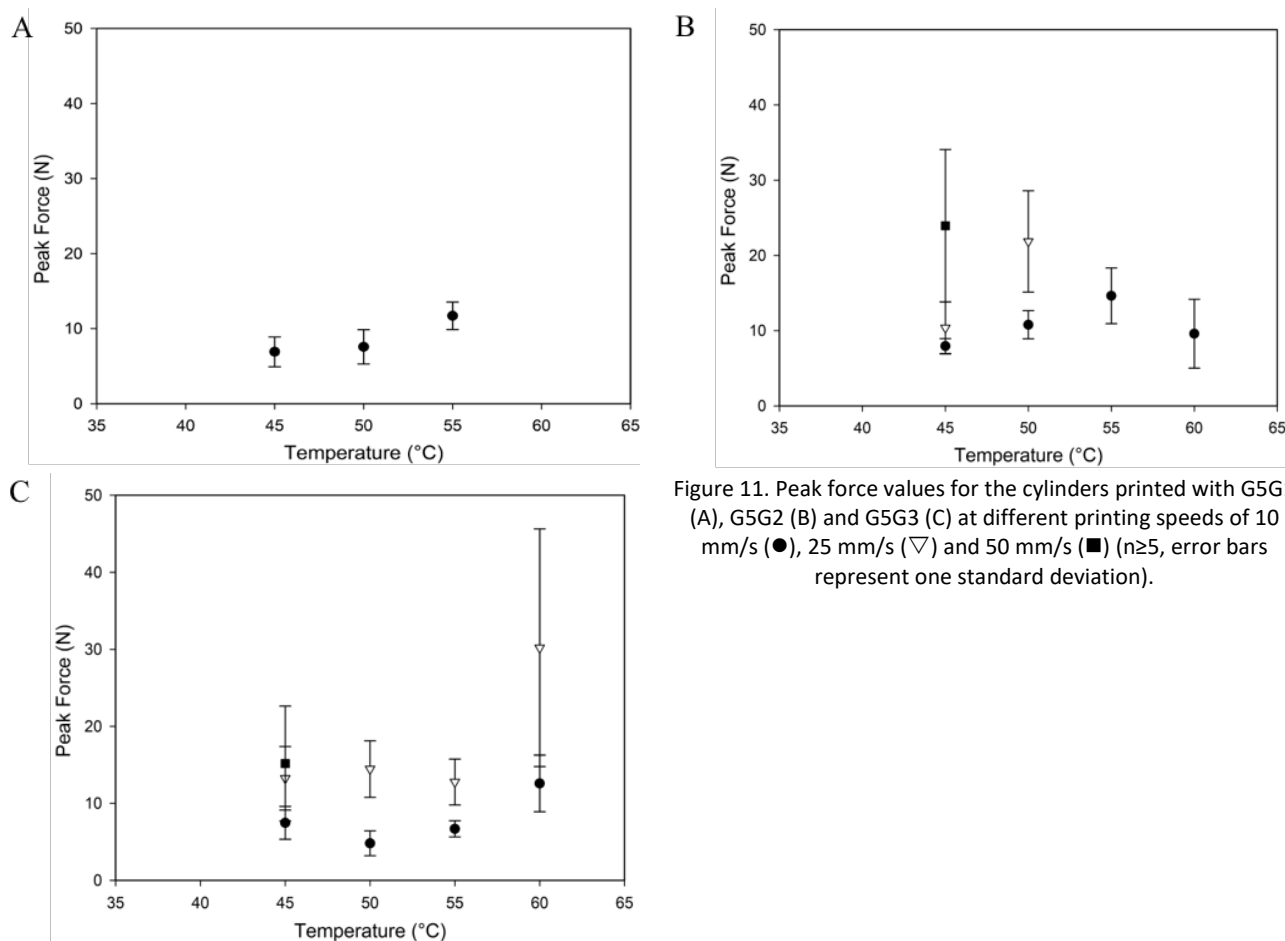 A
50
40
30
20
10
0
Peak Force (N)
35 40 45 50 55 60 65
Temperature (°C)
B
50
40
30
20
10
0
Peak Force (N)
35 40 45 50 55 60 65
Temperature (°C)
C
50
40
30
20
10
0
Peak Force (N)
35 40 45 50 55 60 65
Temperature (°C)
Figure 11. Peak force values for the cylinders printed with G5G
(A), G5G2 (B) and G5G3 (C) at different printing speeds of 10
mm/s (●), 25 mm/s (▽) and 50 mm/s (■) (n≥5, error bars
represent one standard deviation).